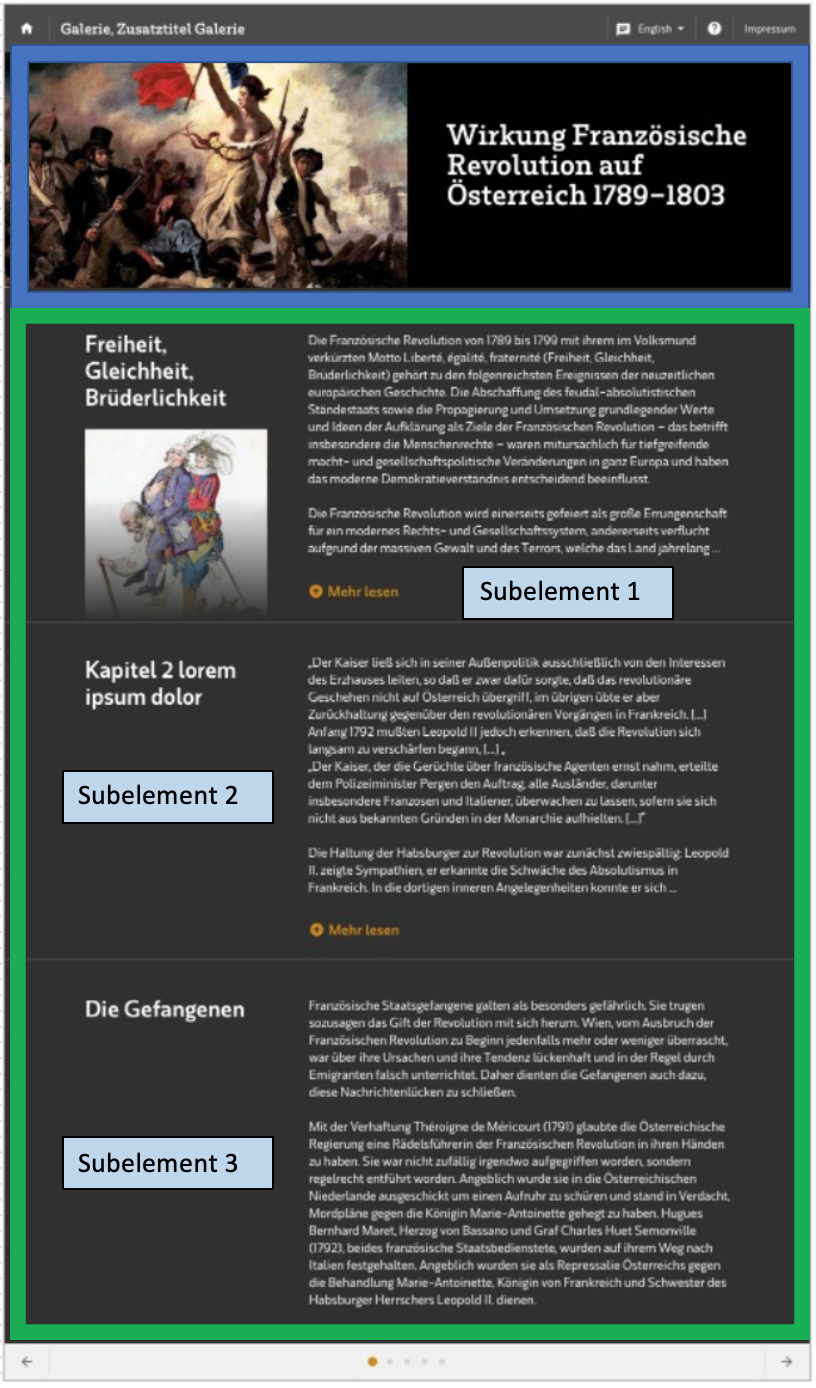 Galerie, Zusatztitel Galerie
English
Impressum
Wirkung Französische
Revolution auf
Österreich 1789–1803
Freiheit,
Gleichheit,
Brüderlichkeit
Die Französische Revolution von 1789 bis 1799 mit ihrem im Volksmund
verkürzten Motto Liberté, égalité, fraternité (Freiheit, Gleichheit,
Brüderlichkeit) gehört zu den folgenreichsten Ereignissen der neuzeitlichen
europäischen Geschichte. Die Abschaffung des feudal-absolutistischen
Ständestaats sowie die Propagierung und Umsetzung grundlegender Werte
und Ideen der Aufklärung als Ziele der Französischen Revolution – das betrifft
insbesondere die Menschenrechte – waren mitursächlich für tiefgreifende
macht- und gesellschaftspolitische Veränderungen in ganz Europa und haben
das moderne Demokratieverständnis entscheidend beeinflusst.
Die Französische Revolution wird einerseits gefeiert als große Errungenschaft
für ein modernes Rechts- und Gesellschaftssystem, andererseits verflucht
aufgrund der massiven Gewalt und des Terrors, welche das Land jahrelang ...
Mehr lesen
Subelement 1
Kapitel 2 lorem
ipsum dolor
Subelement 2
„Der Kaiser ließ sich in seiner Außenpolitik ausschließlich von den Interessen
des Erzhauses leiten, so daß er zwar dafür sorgte, daß das revolutionäre
Geschehen nicht auf Österreich übergriff, im übrigen übte er aber
Zurückhaltung gegenüber den revolutionären Vorgängen in Frankreich. [...]
Anfang 1792 mußten Leopold II jedoch erkennen, daß die Revolution sich
langsam zu verschärfen begann, [...] „
„Der Kaiser, der die Gerüchte über französische Agenten ernst nahm, erteilte
dem Polizeiminister Pergen den Auftrag, alle Ausländer, darunter
insbesondere Franzosen und Italiener, überwachen zu lassen, sofern sie sich
nicht aus bekannten Gründen in der Monarchie aufhielten. [...]"
Die Haltung der Habsburger zur Revolution war zunächst zwiespältig: Leopold
II. zeigte Sympathien, er erkannte die Schwäche des Absolutismus in
Frankreich. In die dortigen inneren Angelegenheiten konnte er sich ...
Mehr lesen
Die Gefangenen
Subelement 3
Französische Staatsgefangene galten als besonders gefährlich. Sie trugen
sozusagen das Gift der Revolution mit sich herum. Wien, vom Ausbruch der
Französischen Revolution zu Beginn jedenfalls mehr oder weniger überrascht,
war über ihre Ursachen und ihre Tendenz lückenhaft und in der Regel durch
Emigranten falsch unterrichtet. Daher dienten die Gefangenen auch dazu,
diese Nachrichtenlücken zu schließen.
Mit der Verhaftung Théroigne de Méricourt (1791) glaubte die Österreichische
Regierung eine Rädelsführerin der Französischen Revolution in ihren Händen
zu haben. Sie war nicht zufällig irgendwo aufgegriffen worden, sondern
regelrecht entführt worden. Angeblich wurde sie in die Österreichischen
Niederlande ausgeschickt um einen Aufruhr zu schüren und stand in Verdacht,
Mordpläne gegen die Königin Marie-Antoinette gehegt zu haben. Hugues
Bernhard Maret, Herzog von Bassano und Graf Charles Huet Semonville
(1792), beides französische Staatsbedienstete, wurden auf ihrem Weg nach
Italien festgehalten. Angeblich wurden sie als Repressalie Österreichs gegen
die Behandlung Marie-Antoinette, Königin von Frankreich und Schwester des
Habsburger Herrschers Leopold II. dienen.